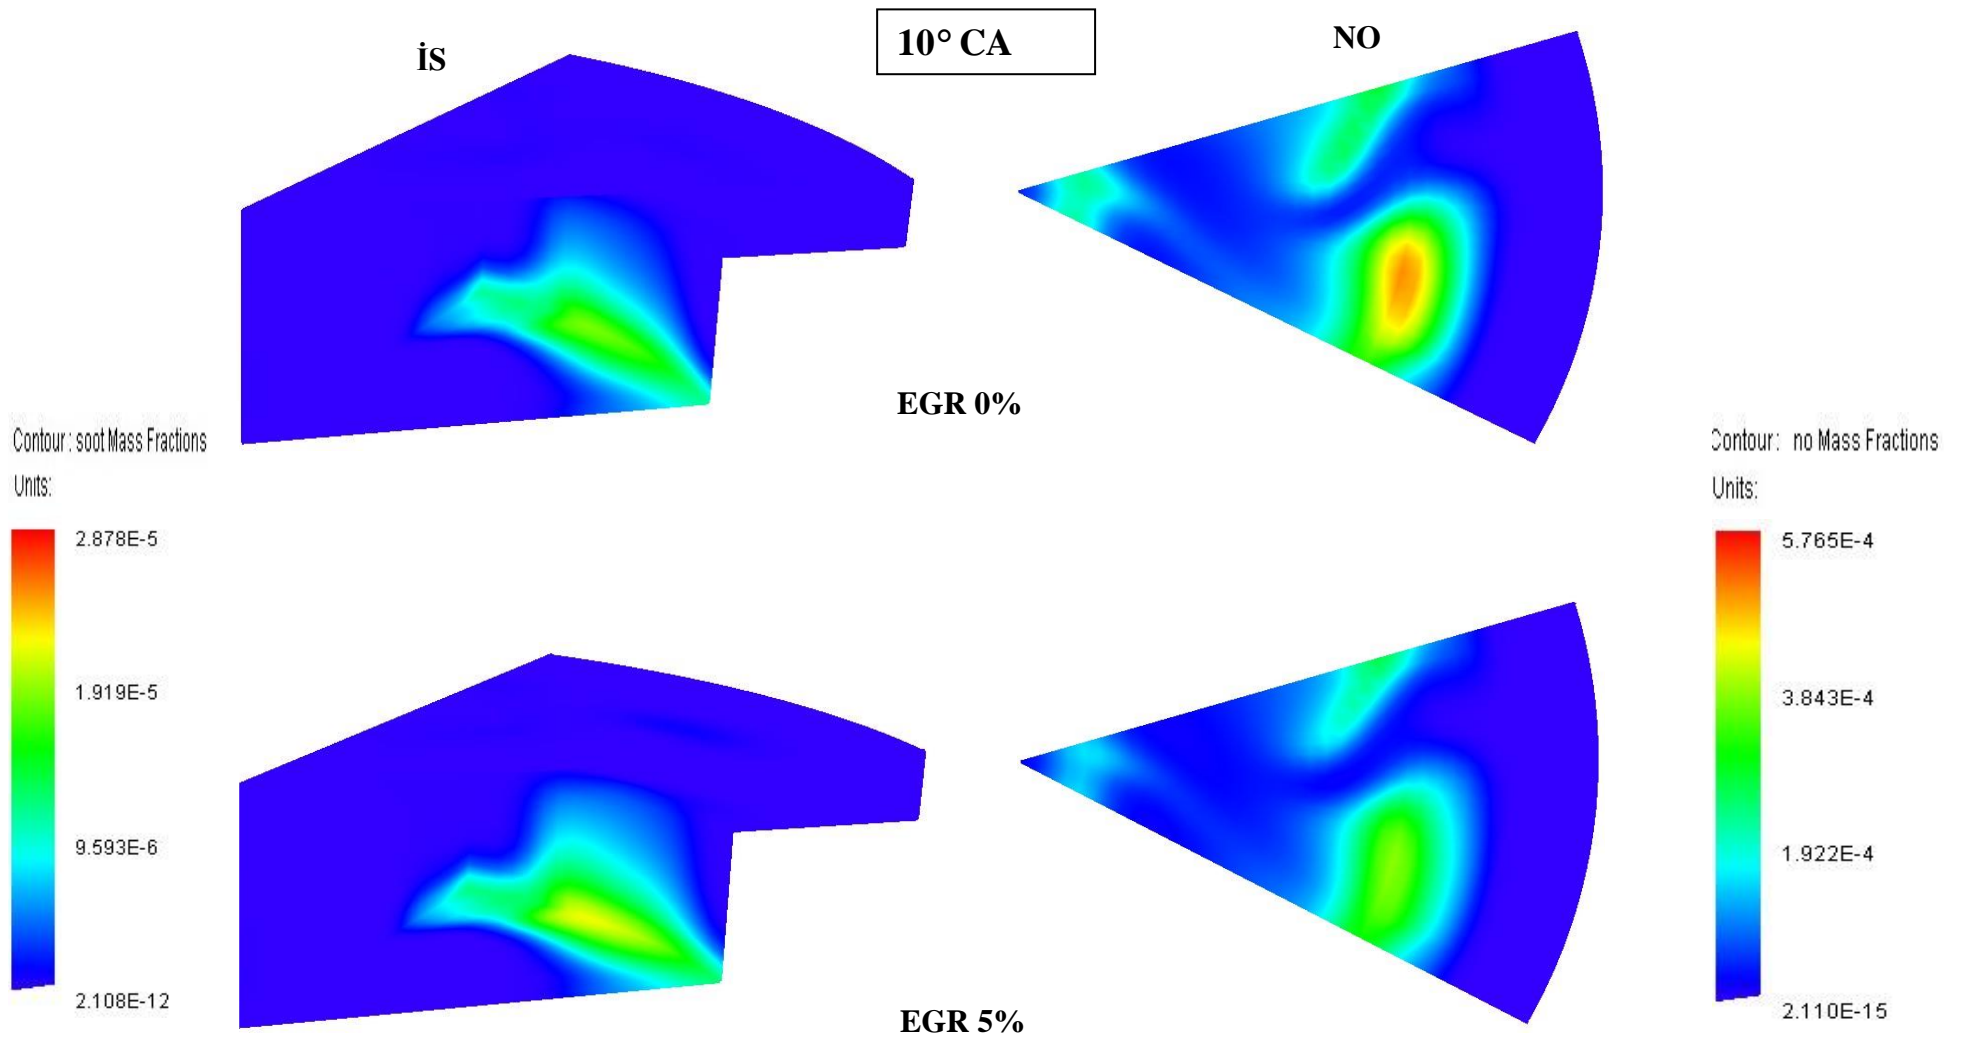 İS
10° CA
NO
EGR 0%
Contour : soot Mass Fractions
Units:
2.878E-5
1.919E-5
9.593E-6
2.108E-12
Contour : no Mass Fractions
Units:
5.765E-4
3.843E-4
1.922E-4
2.110E-15
EGR 5%